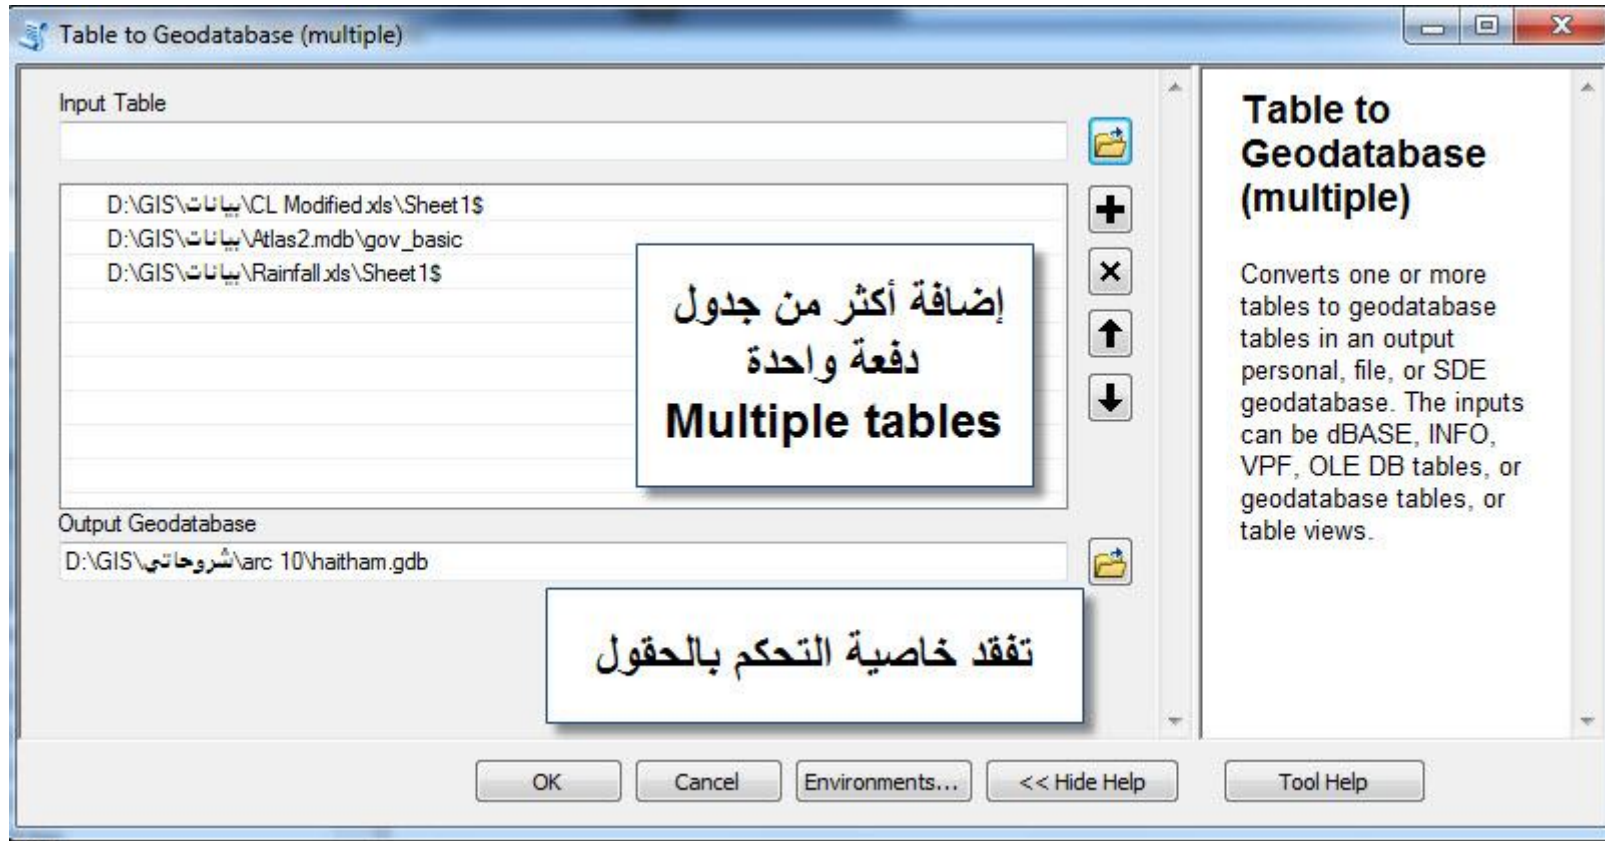 Table to Geodatabase (multiple)
Input Table
D:\GIS\بيانات\CL Modified.xls\Sheet1$
D:\GIS\بيانات\Atlas2.mdb\gov_basic
D:\GIS\بيانات\Rainfall.xls\Sheet1$
إضافة أكثر من جدول
دفعة واحدة
Multiple tables
Output Geodatabase
D:\GIS\شروحاتي\arc 10\haitham.gdb
تفقد خاصية التحكم بالحقول
OK
Cancel
Environments...
<< Hide Help
Table to
Geodatabase
(multiple)
Converts one or more
tables to geodatabase
tables in an output
personal, file, or SDE
geodatabase. The inputs
can be dBASE, INFO,
VPF, OLE DB tables, or
geodatabase tables, or
table views.
Tool Help